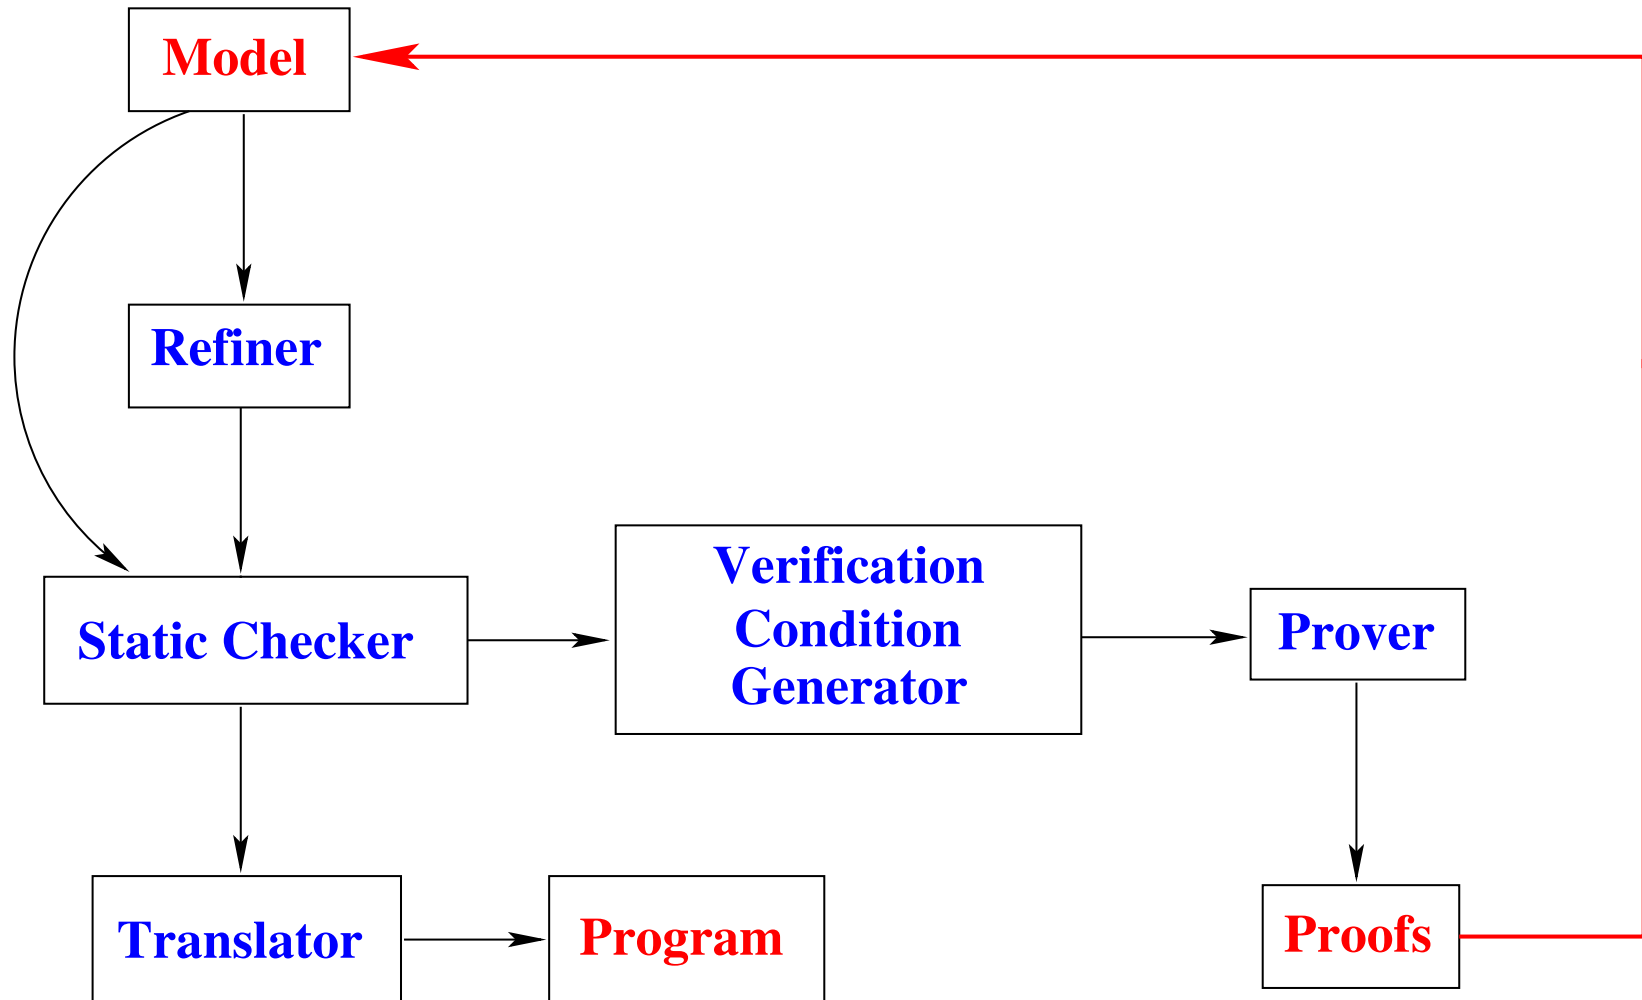 Model
Refiner
Static Checker
Verification
Condition
Generator
Prover
Translator
Program
Proofs